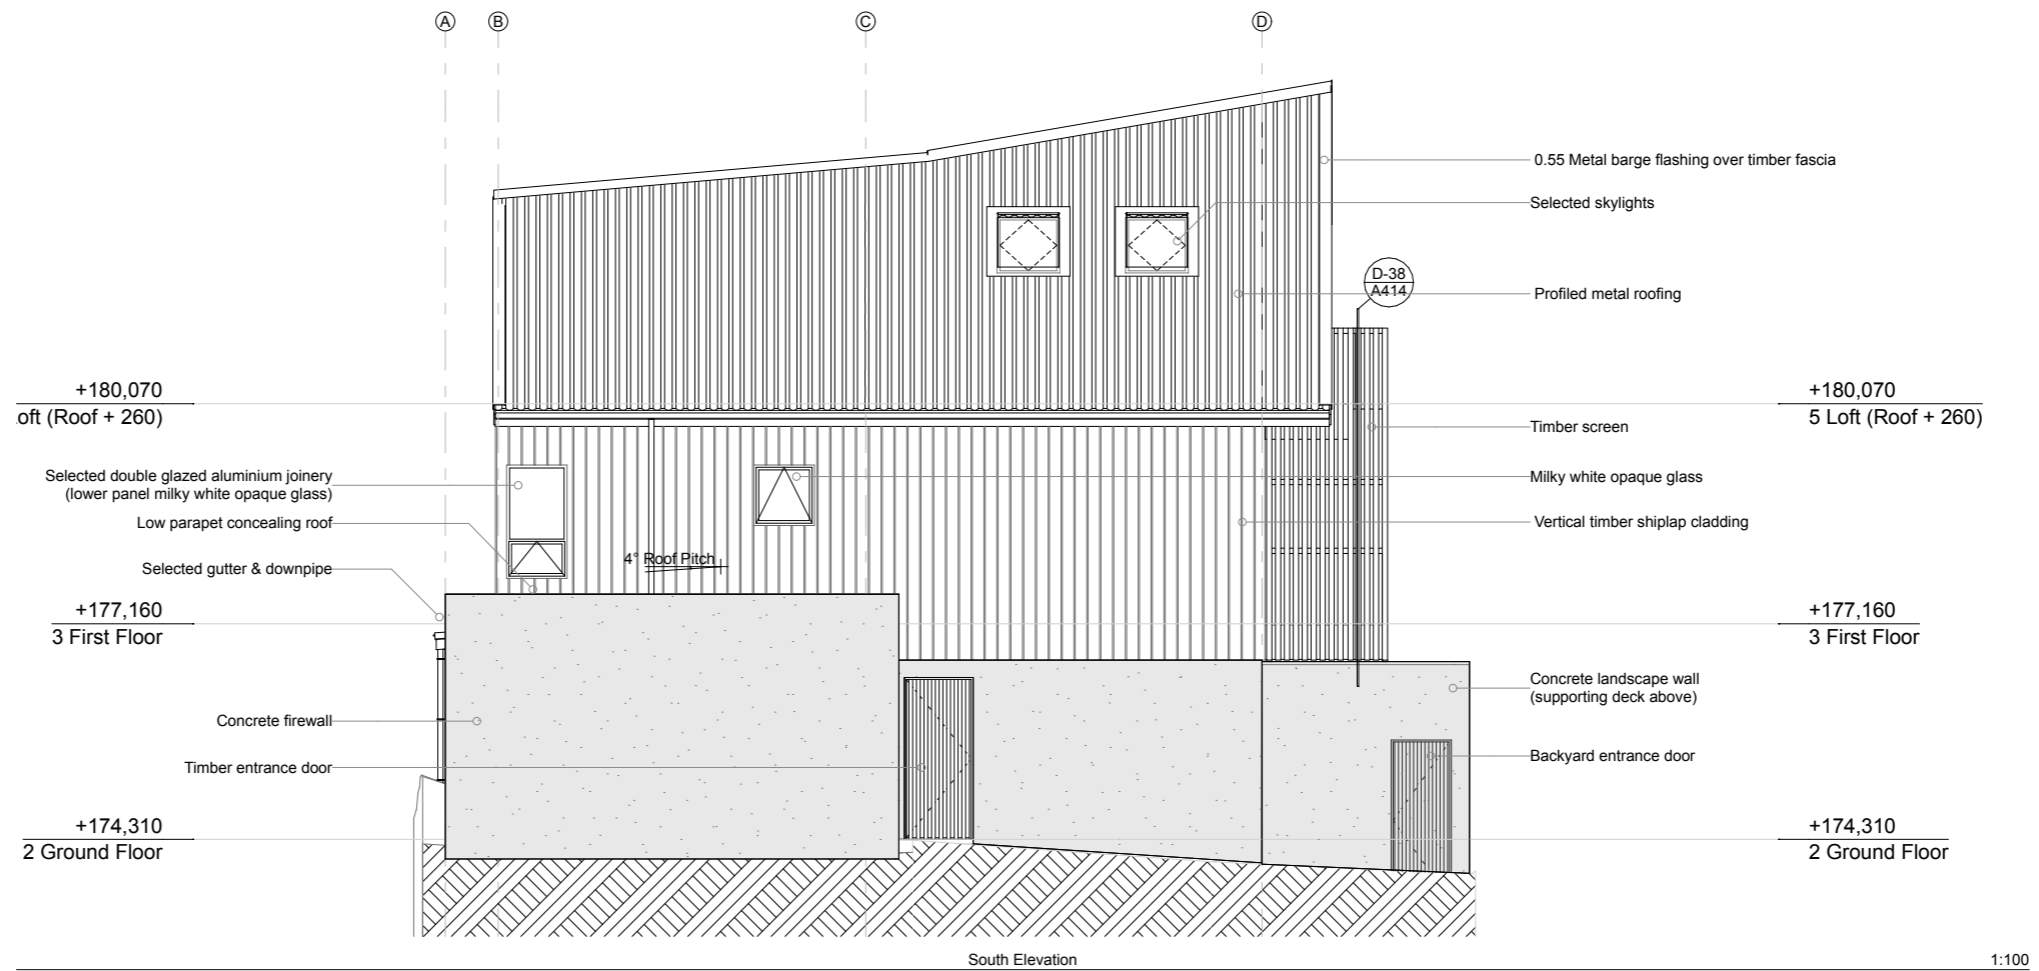 A B C D
0.55 Metal barge flashing over timber fascia
Selected skylights
D-38
A414
Profiled metal roofing
+180,070
oft (Roof + 260)
+180,070
5 Loft (Roof + 260)
Timber screen
Selected double glazed aluminium joinery
(lower panel milky white opaque glass)
Milky white opaque glass
Low parapet concealing roof
Vertical timber shiplap cladding
4° Roof Pitch
Selected gutter & downpipe
+177,160
3 First Floor
+177,160
3 First Floor
Concrete landscape wall
(supporting deck above)
Concrete firewall
Timber entrance door
Backyard entrance door
+174,310
2 Ground Floor
+174,310
2 Ground Floor
South Elevation
1:100